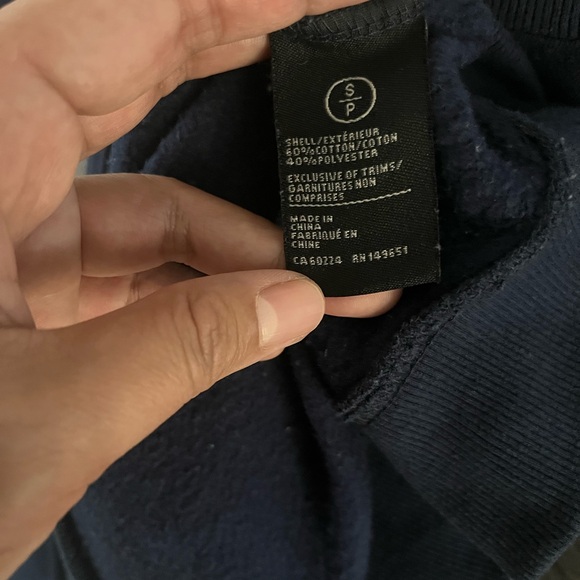 S
P
SHELL/EXTÉRIEUR
60%COTTON/COTON
40%POLYESTER
EXCLUSIVE OF TRIMS/
GARNITURES NON
COMPRISES
MADE IN
CHINA
FABRIQUÉ EN
CHINE
CA60224 RN149651